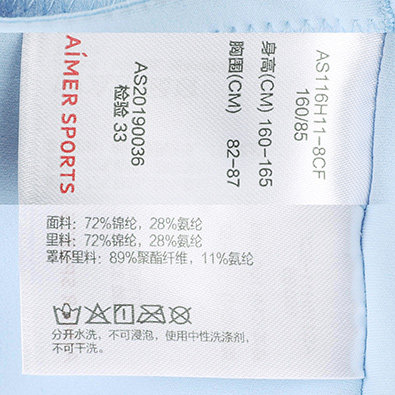 AIMER SPORTS
AS116H11-8CF
160/85
身高(CM) 160-165
胸围(CM) 82-87
AS20190036
检验 33
面料：72%锦纶，28%氨纶
里料：72%锦纶，28%氨纶
罩杯里料：89%聚酯纤维，11%氨纶
分开水洗，不可浸泡，使用中性洗涤剂，
不可干洗。